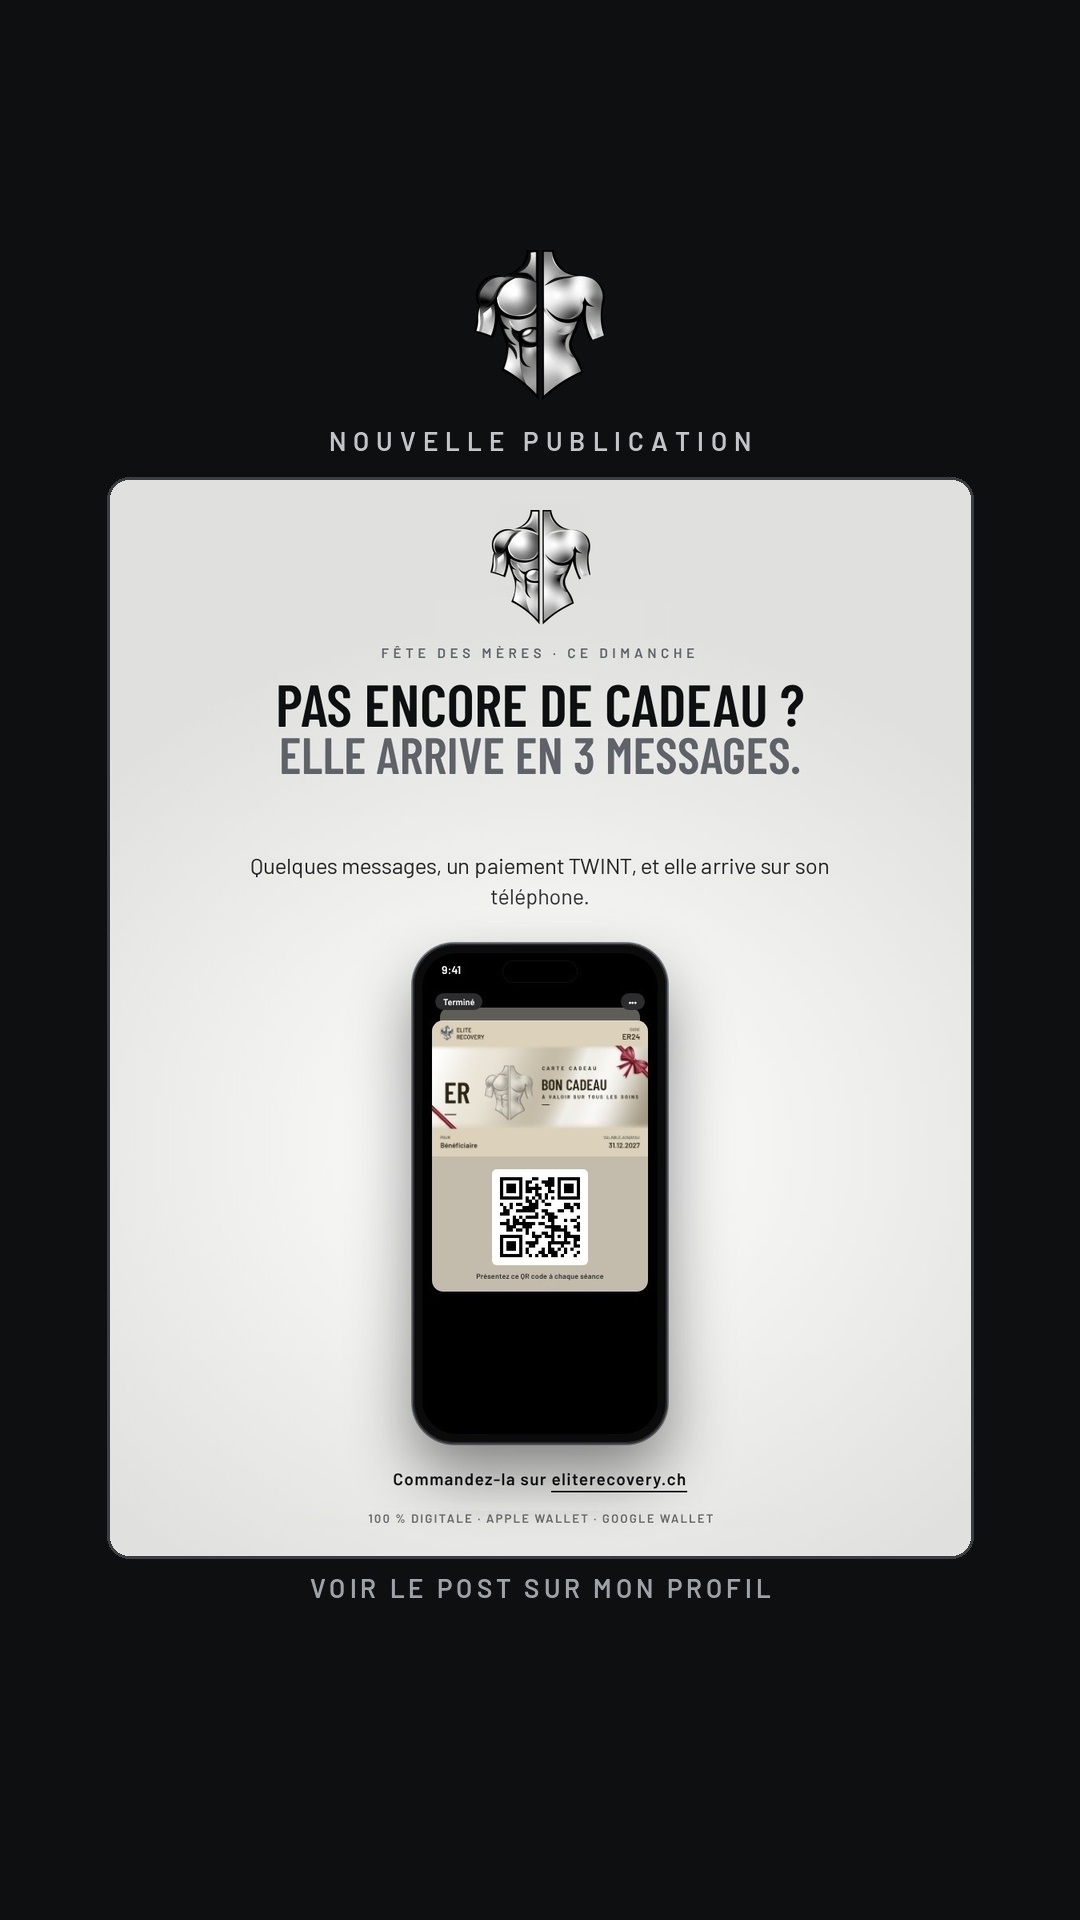 NOUVELLE PUBLICATION
FÊTE DES MÈRES · CE DIMANCHE
PAS ENCORE DE CADEAU ?
ELLE ARRIVE EN 3 MESSAGES.
Quelques messages, un paiement TWINT, et elle arrive sur son
téléphone.
9:41
Terminé
ELITE
RECOVERY
ER24
CARTE CADEAU
ER
BON CADEAU
À VALOIR SUR TOUS LES SOINS
Bénéficiaire
31.12.2027
Présentez ce QR code à chaque séance
Commandez-la sur eliterecovery.ch
100 % DIGITALE · APPLE WALLET · GOOGLE WALLET
VOIR LE POST SUR MON PROFIL